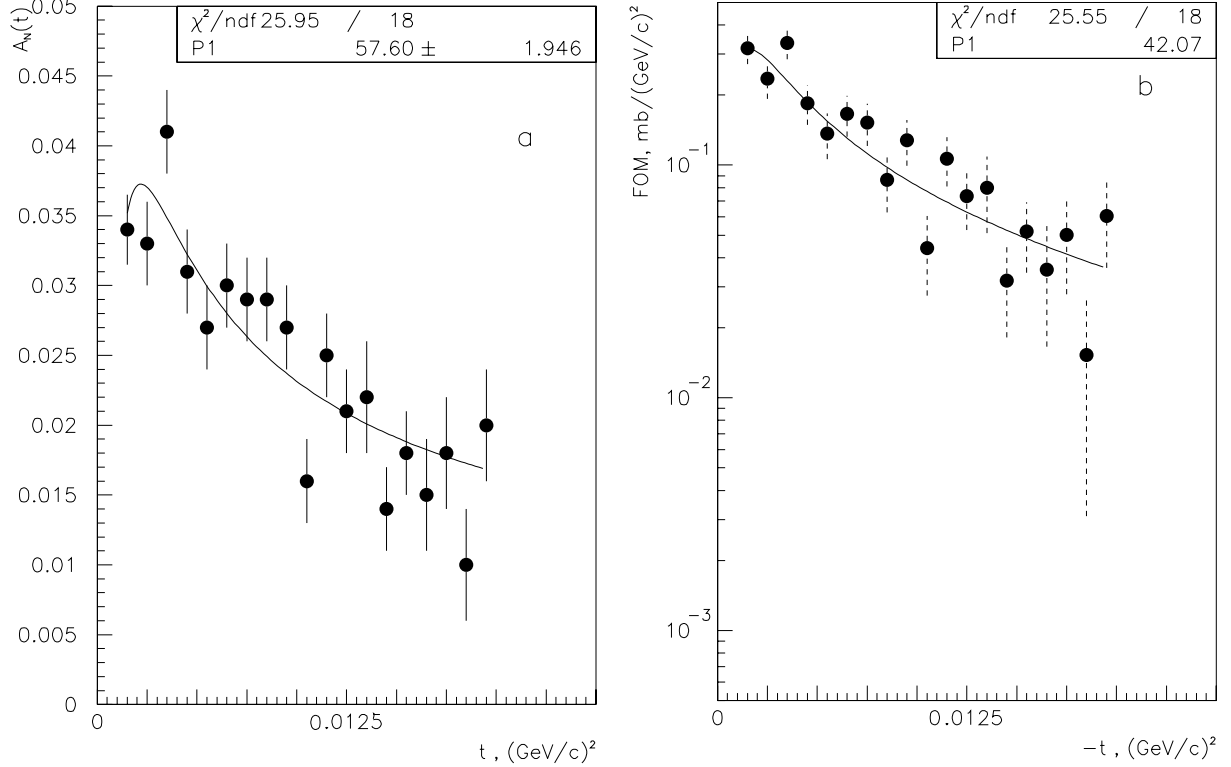 A_N(t)
0.05
0.045
0.04
0.035
0.03
0.025
0.02
0.015
0.01
0.005
0
χ²/ndf 25.95 / 18
P1 57.60 ± 1.946
a
0 0.0125
t , (GeV/c)²
FOM, mb/(GeV/c)²
10⁻¹
10⁻²
10⁻³
χ²/ndf 25.55 / 18
P1 42.07
b
0 0.0125
−t , (GeV/c)²